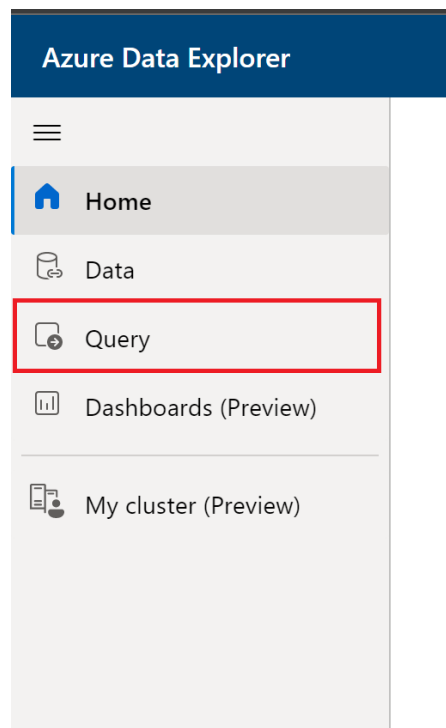 Azure Data Explorer
Home
Data
Query
Dashboards (Preview)
My cluster (Preview)